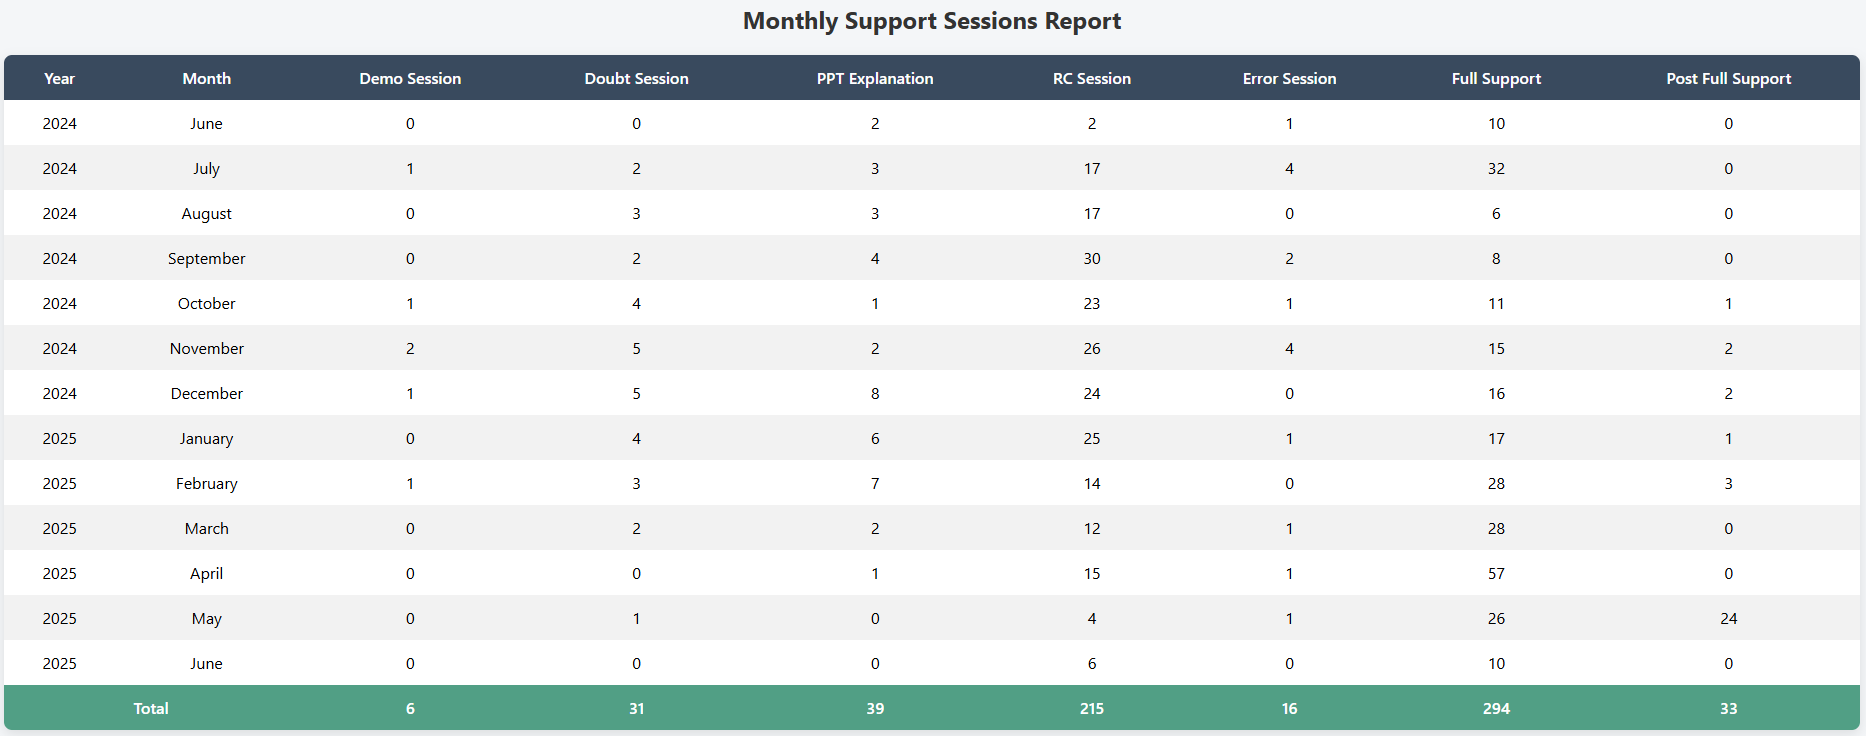 Monthly Support Sessions Report
Year Month Demo Session Doubt Session PPT Explanation RC Session Error Session Full Support Post Full Support
2024 June 0 0 2 2 1 10 0
2024 July 1 2 3 17 4 32 0
2024 August 0 3 3 17 0 6 0
2024 September 0 2 4 30 2 8 0
2024 October 1 4 1 23 1 11 1
2024 November 2 5 2 26 4 15 2
2024 December 1 5 8 24 0 16 2
2025 January 0 4 6 25 1 17 1
2025 February 1 3 7 14 0 28 3
2025 March 0 2 2 12 1 28 0
2025 April 0 0 1 15 1 57 0
2025 May 0 1 0 4 1 26 24
2025 June 0 0 0 6 0 10 0
Total 6 31 39 215 16 294 33